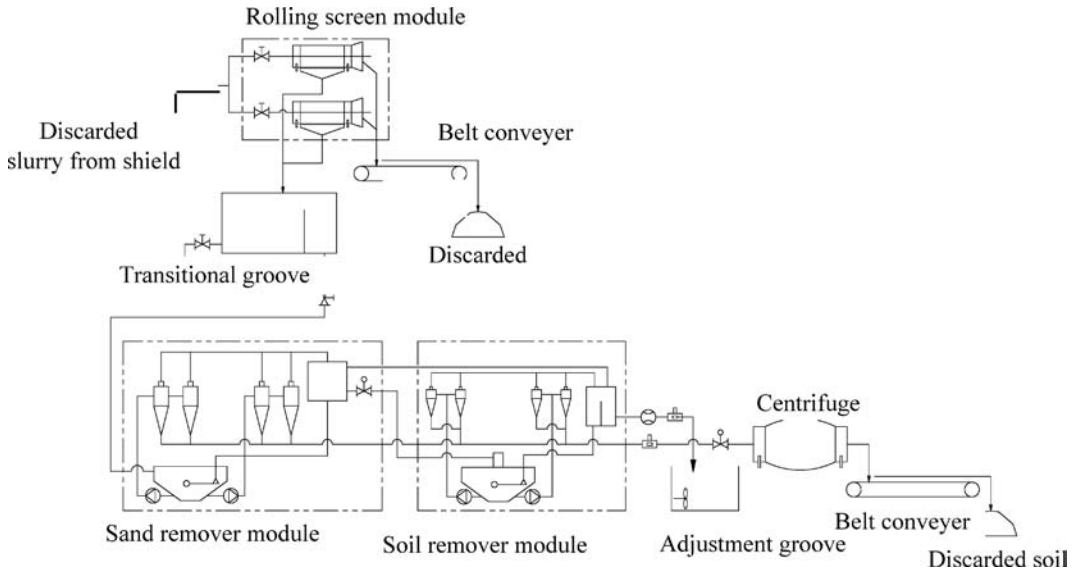 Rolling screen module
Discarded
slurry from shield
Belt conveyer
Discarded
Transitional groove
Centrifuge
Sand remover module
Soil remover module
Adjustment groove
Belt conveyer
Discarded soil